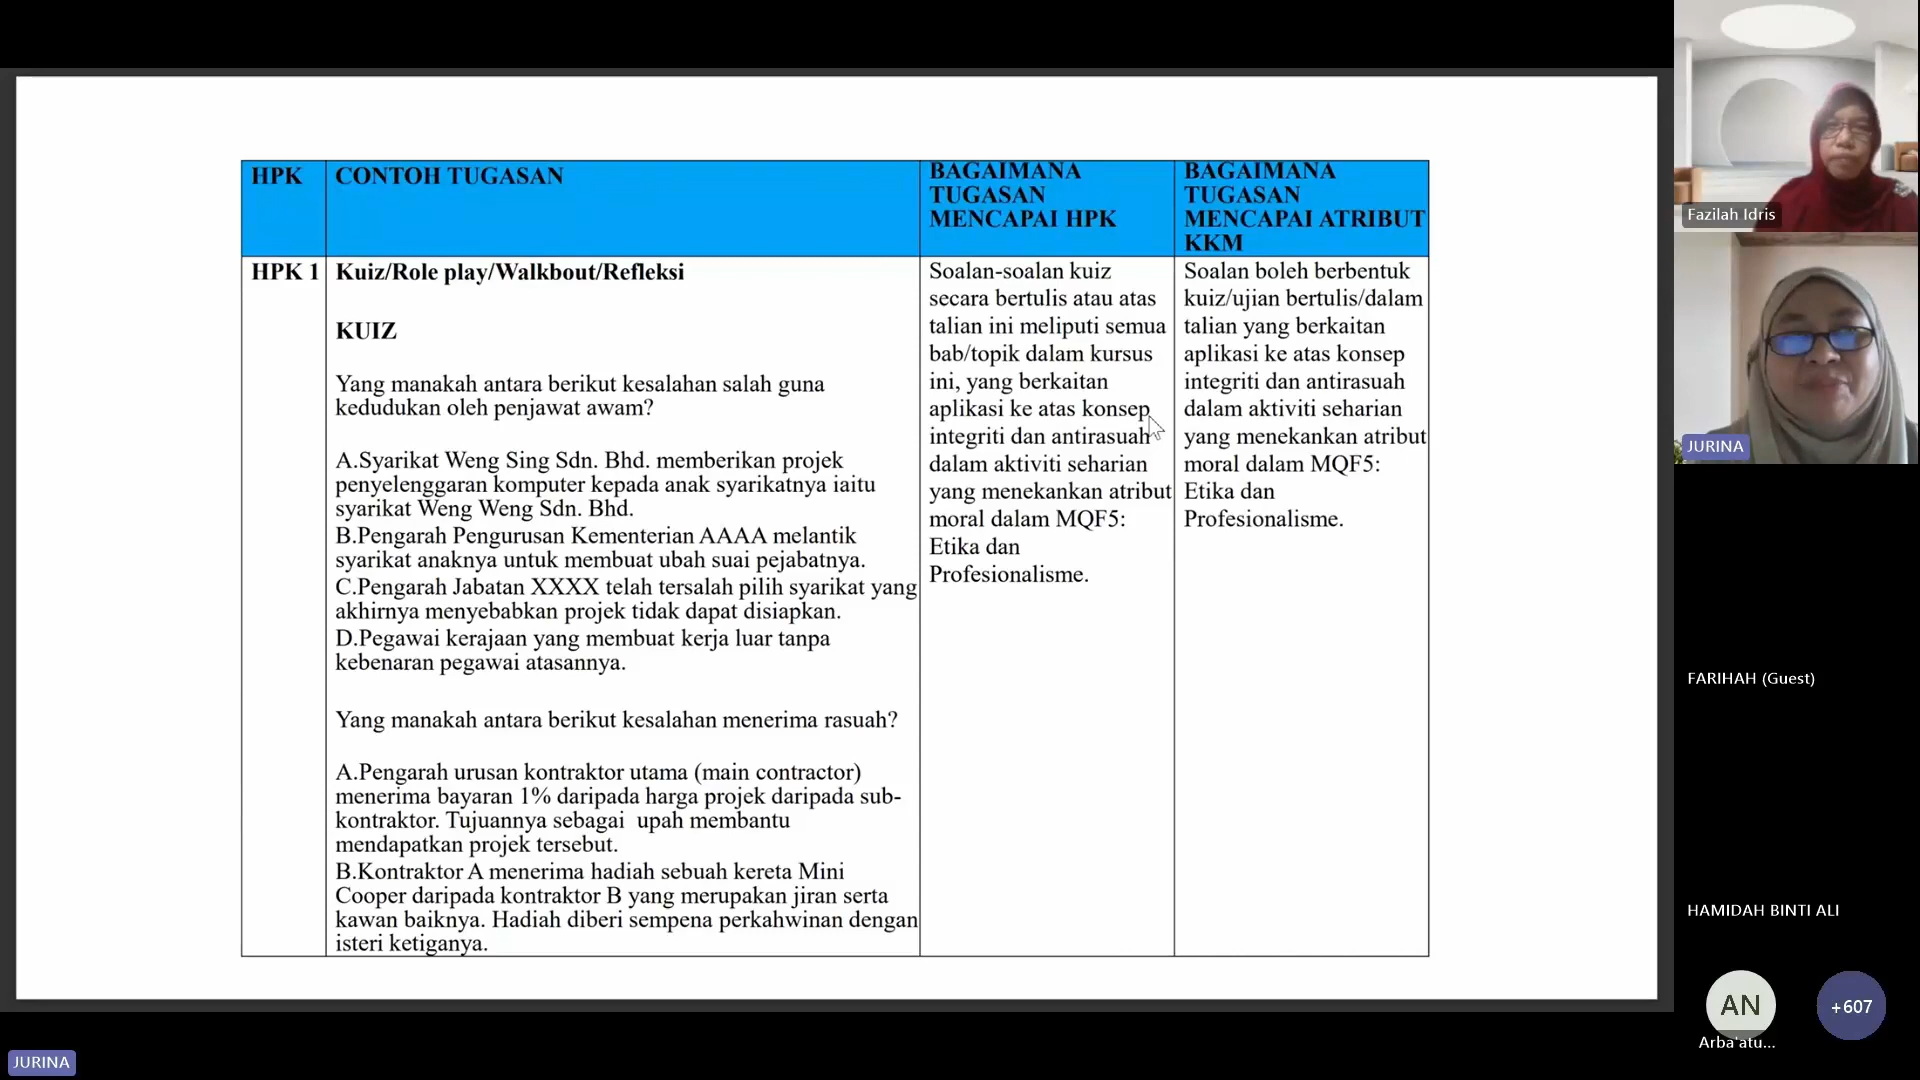 HPK
CONTOH TUGASAN
BAGAIMANA
TUGASAN
MENCAPAI HPK
BAGAIMANA
TUGASAN
MENCAPAI ATRIBUT
KKM
HPK 1
Kuiz/Role play/Walkbout/Refleksi
KUIZ
Yang manakah antara berikut kesalahan salah guna
kedudukan oleh penjawat awam?
A.Syarikat Weng Sing Sdn. Bhd. memberikan projek
penyelenggaran komputer kepada anak syarikatnya iaitu
syarikat Weng Weng Sdn. Bhd.
B.Pengarah Pengurusan Kementerian AAAA melantik
syarikat anaknya untuk membuat ubah suai pejabatnya.
C.Pengarah Jabatan XXXX telah tersalah pilih syarikat yang
akhirnya menyebabkan projek tidak dapat disiapkan.
D.Pegawai kerajaan yang membuat kerja luar tanpa
kebenaran pegawai atasannya.
Yang manakah antara berikut kesalahan menerima rasuah?
A.Pengarah urusan kontraktor utama (main contractor)
menerima bayaran 1% daripada harga projek daripada sub-
kontraktor. Tujuannya sebagai upah membantu
mendapatkan projek tersebut.
B.Kontraktor A menerima hadiah sebuah kereta Mini
Cooper daripada kontraktor B yang merupakan jiran serta
kawan baiknya. Hadiah diberi sempena perkahwinan dengan
isteri ketiganya.
Soalan-soalan kuiz
secara bertulis atau atas
talian ini meliputi semua
bab/topik dalam kursus
ini, yang berkaitan
aplikasi ke atas konsep
integriti dan antirasuah
dalam aktiviti seharian
yang menekankan atribut
moral dalam MQF5:
Etika dan
Profesionalisme.
Soalan boleh berbentuk
kuiz/ujian bertulis/dalam
talian yang berkaitan
aplikasi ke atas konsep
integriti dan antirasuah
dalam aktiviti seharian
yang menekankan atribut
moral dalam MQF5:
Etika dan
Profesionalisme.
Fazilah Idris
JURINA
FARIHAH (Guest)
HAMIDAH BINTI ALI
AN
+607
Arba'atu...
JURINA